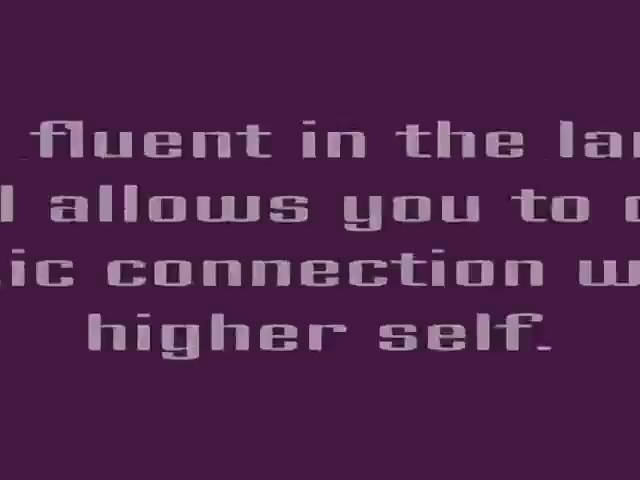 fluent in the
allows you to
connection
higher self.